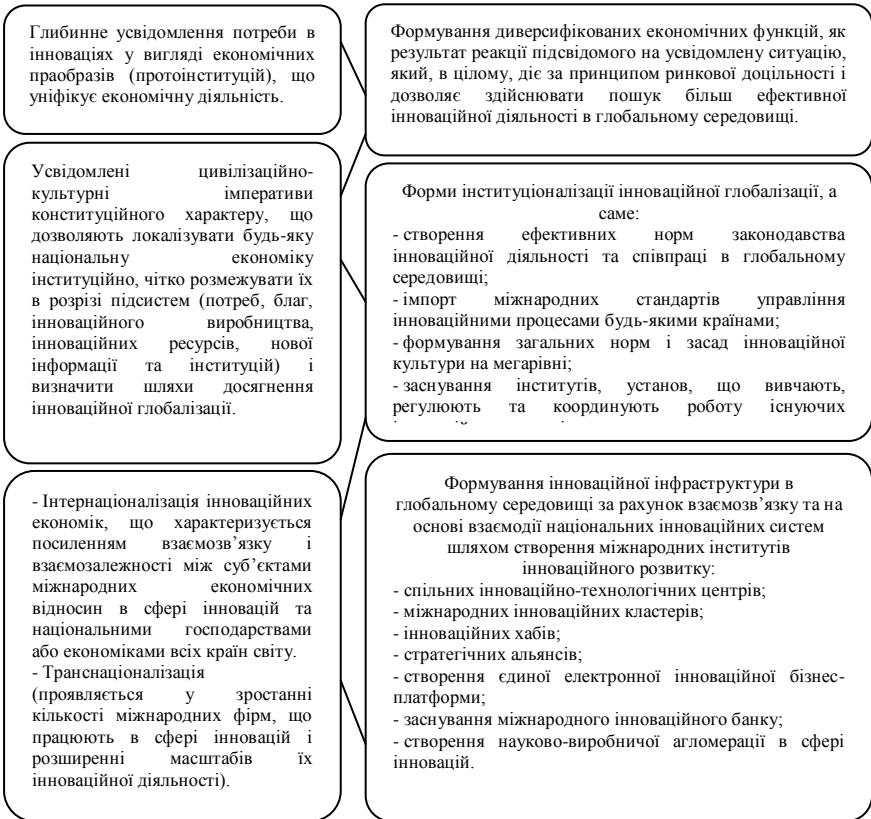 Глибинне усвідомлення потреби в
інноваціях у вигляді економічних
праобразів (протоінституцій), що
уніфікує економічну діяльність.
Формування диверсифікованих економічних функцій, як
результат реакції підсвідомого на усвідомлену ситуацію,
який, в цілому, діє за принципом ринкової доцільності і
дозволяє здійснювати пошук більш ефективної
інноваційної діяльності в глобальному середовищі.
Усвідомлені цивілізаційно-
культурні імперативи
конституційного характеру, що
дозволяють локалізувати будь-яку
національну економіку
інституційно, чітко розмежувати їх
в розрізі підсистем (потреб, благ,
інноваційного виробництва,
інноваційних ресурсів, нової
інформації та інституцій) і
визначити шляхи досягнення
інноваційної глобалізації.
Форми інституціоналізації інноваційної глобалізації, а
саме:
- створення ефективних норм законодавства
інноваційної діяльності та співпраці в глобальному
середовищі;
- імпорт міжнародних стандартів управління
інноваційними процесами будь-якими країнами;
- формування загальних норм і засад інноваційної
культури на мегарівні;
- заснування інститутів, установ, що вивчають,
регулюють та координують роботу існуючих
- Інтернаціоналізація інноваційних
економік, що характеризується
посиленням взаємозв’язку і
взаємозалежності між суб’єктами
міжнародних економічних
відносин в сфері інновацій та
національними господарствами
або економіками всіх країн світу.
- Транснаціоналізація
(проявляється у зростанні
кількості міжнародних фірм, що
працюють в сфері інновацій і
розширенні масштабів їх
інноваційної діяльності).
Формування інноваційної інфраструктури в
глобальному середовищі за рахунок взаємозв’язку та на
основі взаємодії національних інноваційних систем
шляхом створення міжнародних інститутів
інноваційного розвитку:
- спільних інноваційно-технологічних центрів;
- міжнародних інноваційних кластерів;
- інноваційних хабів;
- стратегічних альянсів;
- створення єдиної електронної інноваційної бізнес-
платформи;
- заснування міжнародного інноваційного банку;
- створення науково-виробничої агломерації в сфері
інновацій.